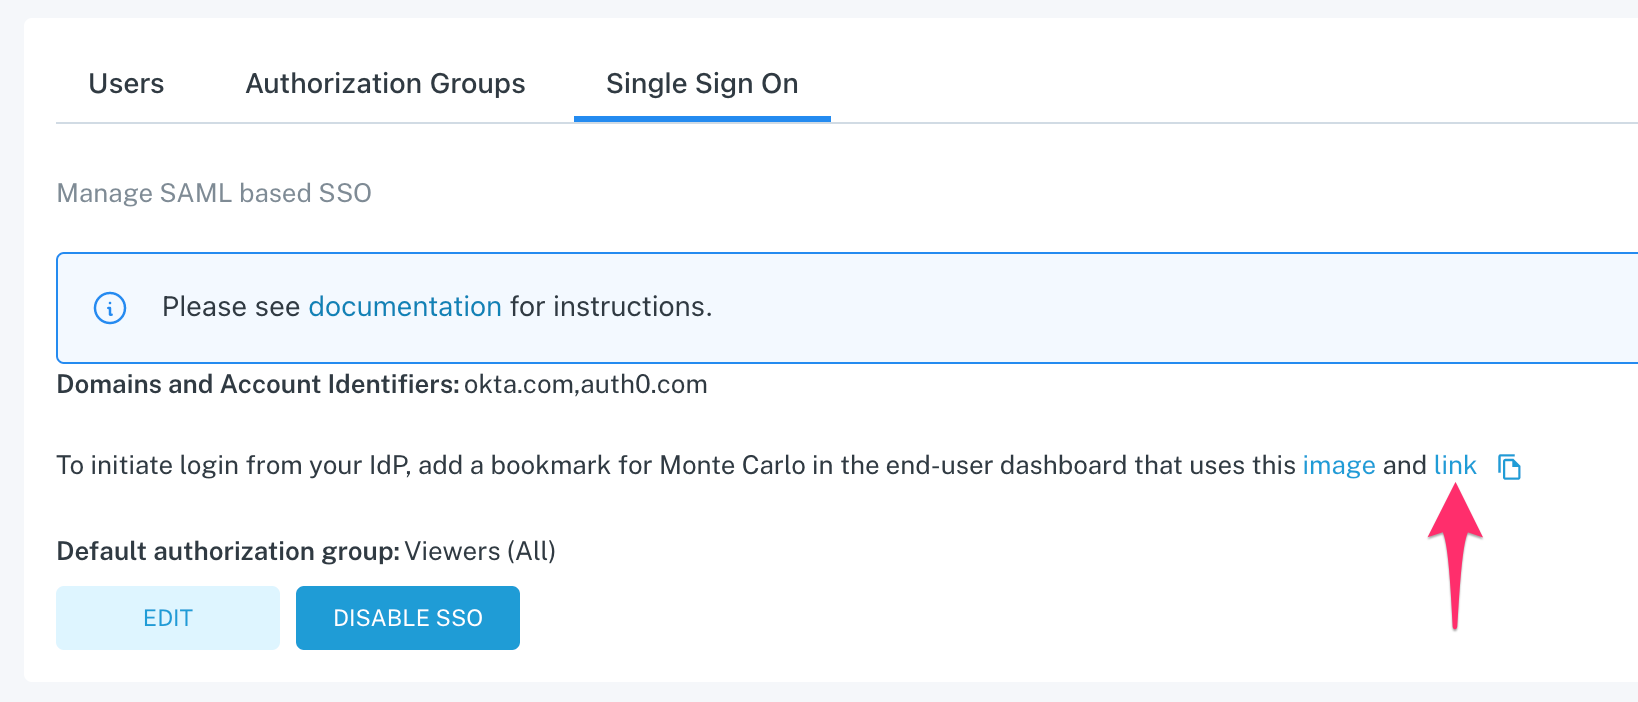 Users Authorization Groups Single Sign On
Manage SAML based SSO
Please see documentation for instructions.
Domains and Account Identifiers: okta.com,auth0.com
To initiate login from your IdP, add a bookmark for Monte Carlo in the end-user dashboard that uses this image and link
Default authorization group: Viewers (All)
EDIT DISABLE SSO